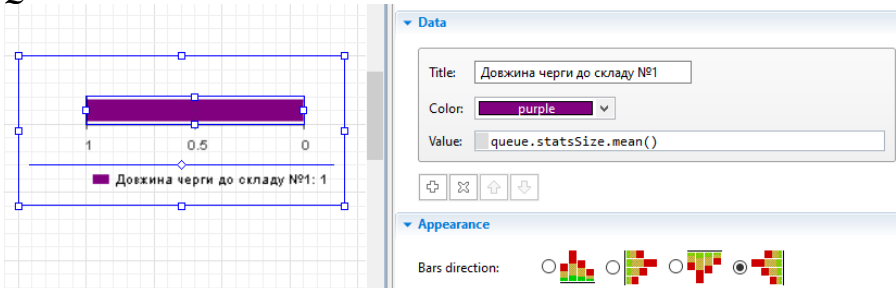 Data
Title: Довжина черги до складу №1
Color: purple
Value: queue.statsSize.mean()
1 0.5 0
Довжина черги до складу №1: 1
Appearance
Bars direction: